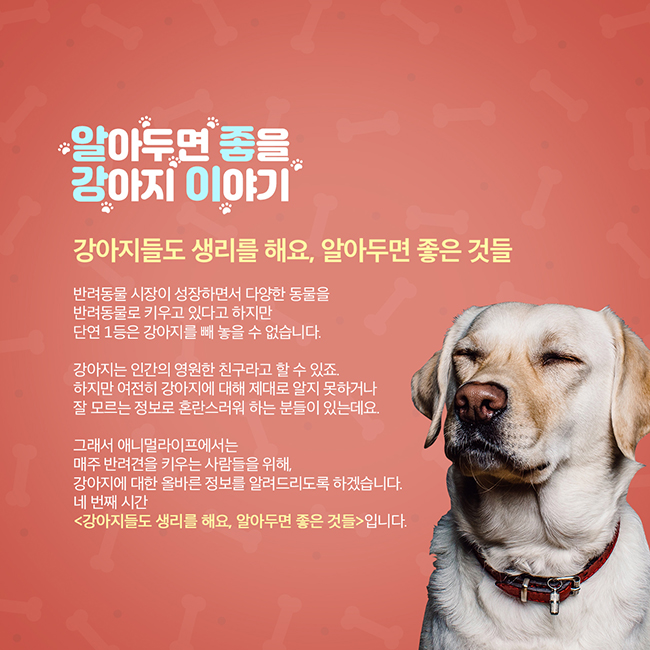 알아두면 좋을
강아지 이야기
강아지들도 생리를 해요, 알아두면 좋은 것들
반려동물 시장이 성장하면서 다양한 동물을
반려동물로 키우고 있다고 하지만
단연 1등은 강아지를 빼 놓을 수 없습니다.
강아지는 인간의 영원한 친구라고 할 수 있죠.
하지만 여전히 강아지에 대해 제대로 알지 못하거나
잘 모르는 정보로 혼란스러워 하는 분들이 있는데요.
그래서 애니멀라이프에서는
매주 반려견을 키우는 사람들을 위해,
강아지에 대한 올바른 정보를 알려드리도록 하겠습니다.
네 번째 시간
<강아지들도 생리를 해요, 알아두면 좋은 것들>입니다.